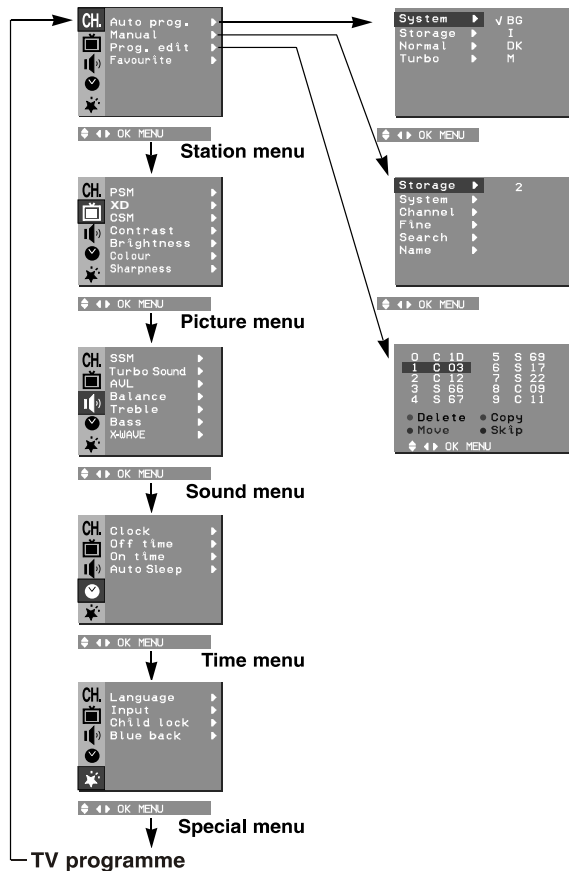 CH.
Auto prog.
Manual
Prog. edit
Favourite
OK MENU
Station menu
CH.
PSM
XD
CSM
Contrast
Brightness
Colour
Sharpness
OK MENU
Picture menu
CH.
SSM
Turbo Sound
AVL
Balance
Treble
Bass
X-WAVE
OK MENU
Sound menu
CH.
Clock
Off time
On time
Auto Sleep
OK MENU
Time menu
CH.
Language
Input
Child lock
Blue back
OK MENU
Special menu
TV programme
System √ BG
Storage I
Normal DK
Turbo M
OK MENU
Storage 2
System
Channel
Fine
Search
Name
OK MENU
0 C 10 5 S 69
1 C 03 6 S 17
2 C 12 7 S 22
3 S 66 8 C 09
4 S 67 9 C 11
Delete Copy
Move Skip
OK MENU